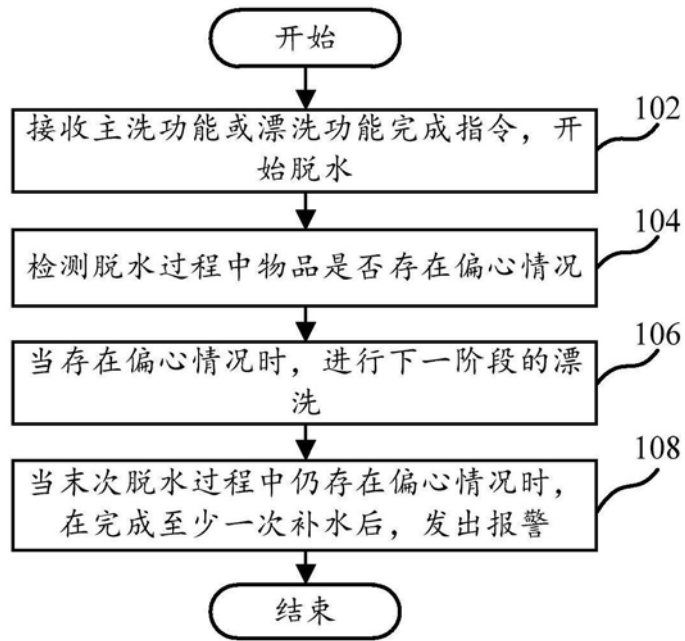 开始
102
接收主洗功能或漂洗功能完成指令，开
始脱水
104
检测脱水过程中物品是否存在偏心情况
106
当存在偏心情况时，进行下一阶段的漂
洗
108
当末次脱水过程中仍存在偏心情况时，
在完成至少一次补水后，发出报警
结束